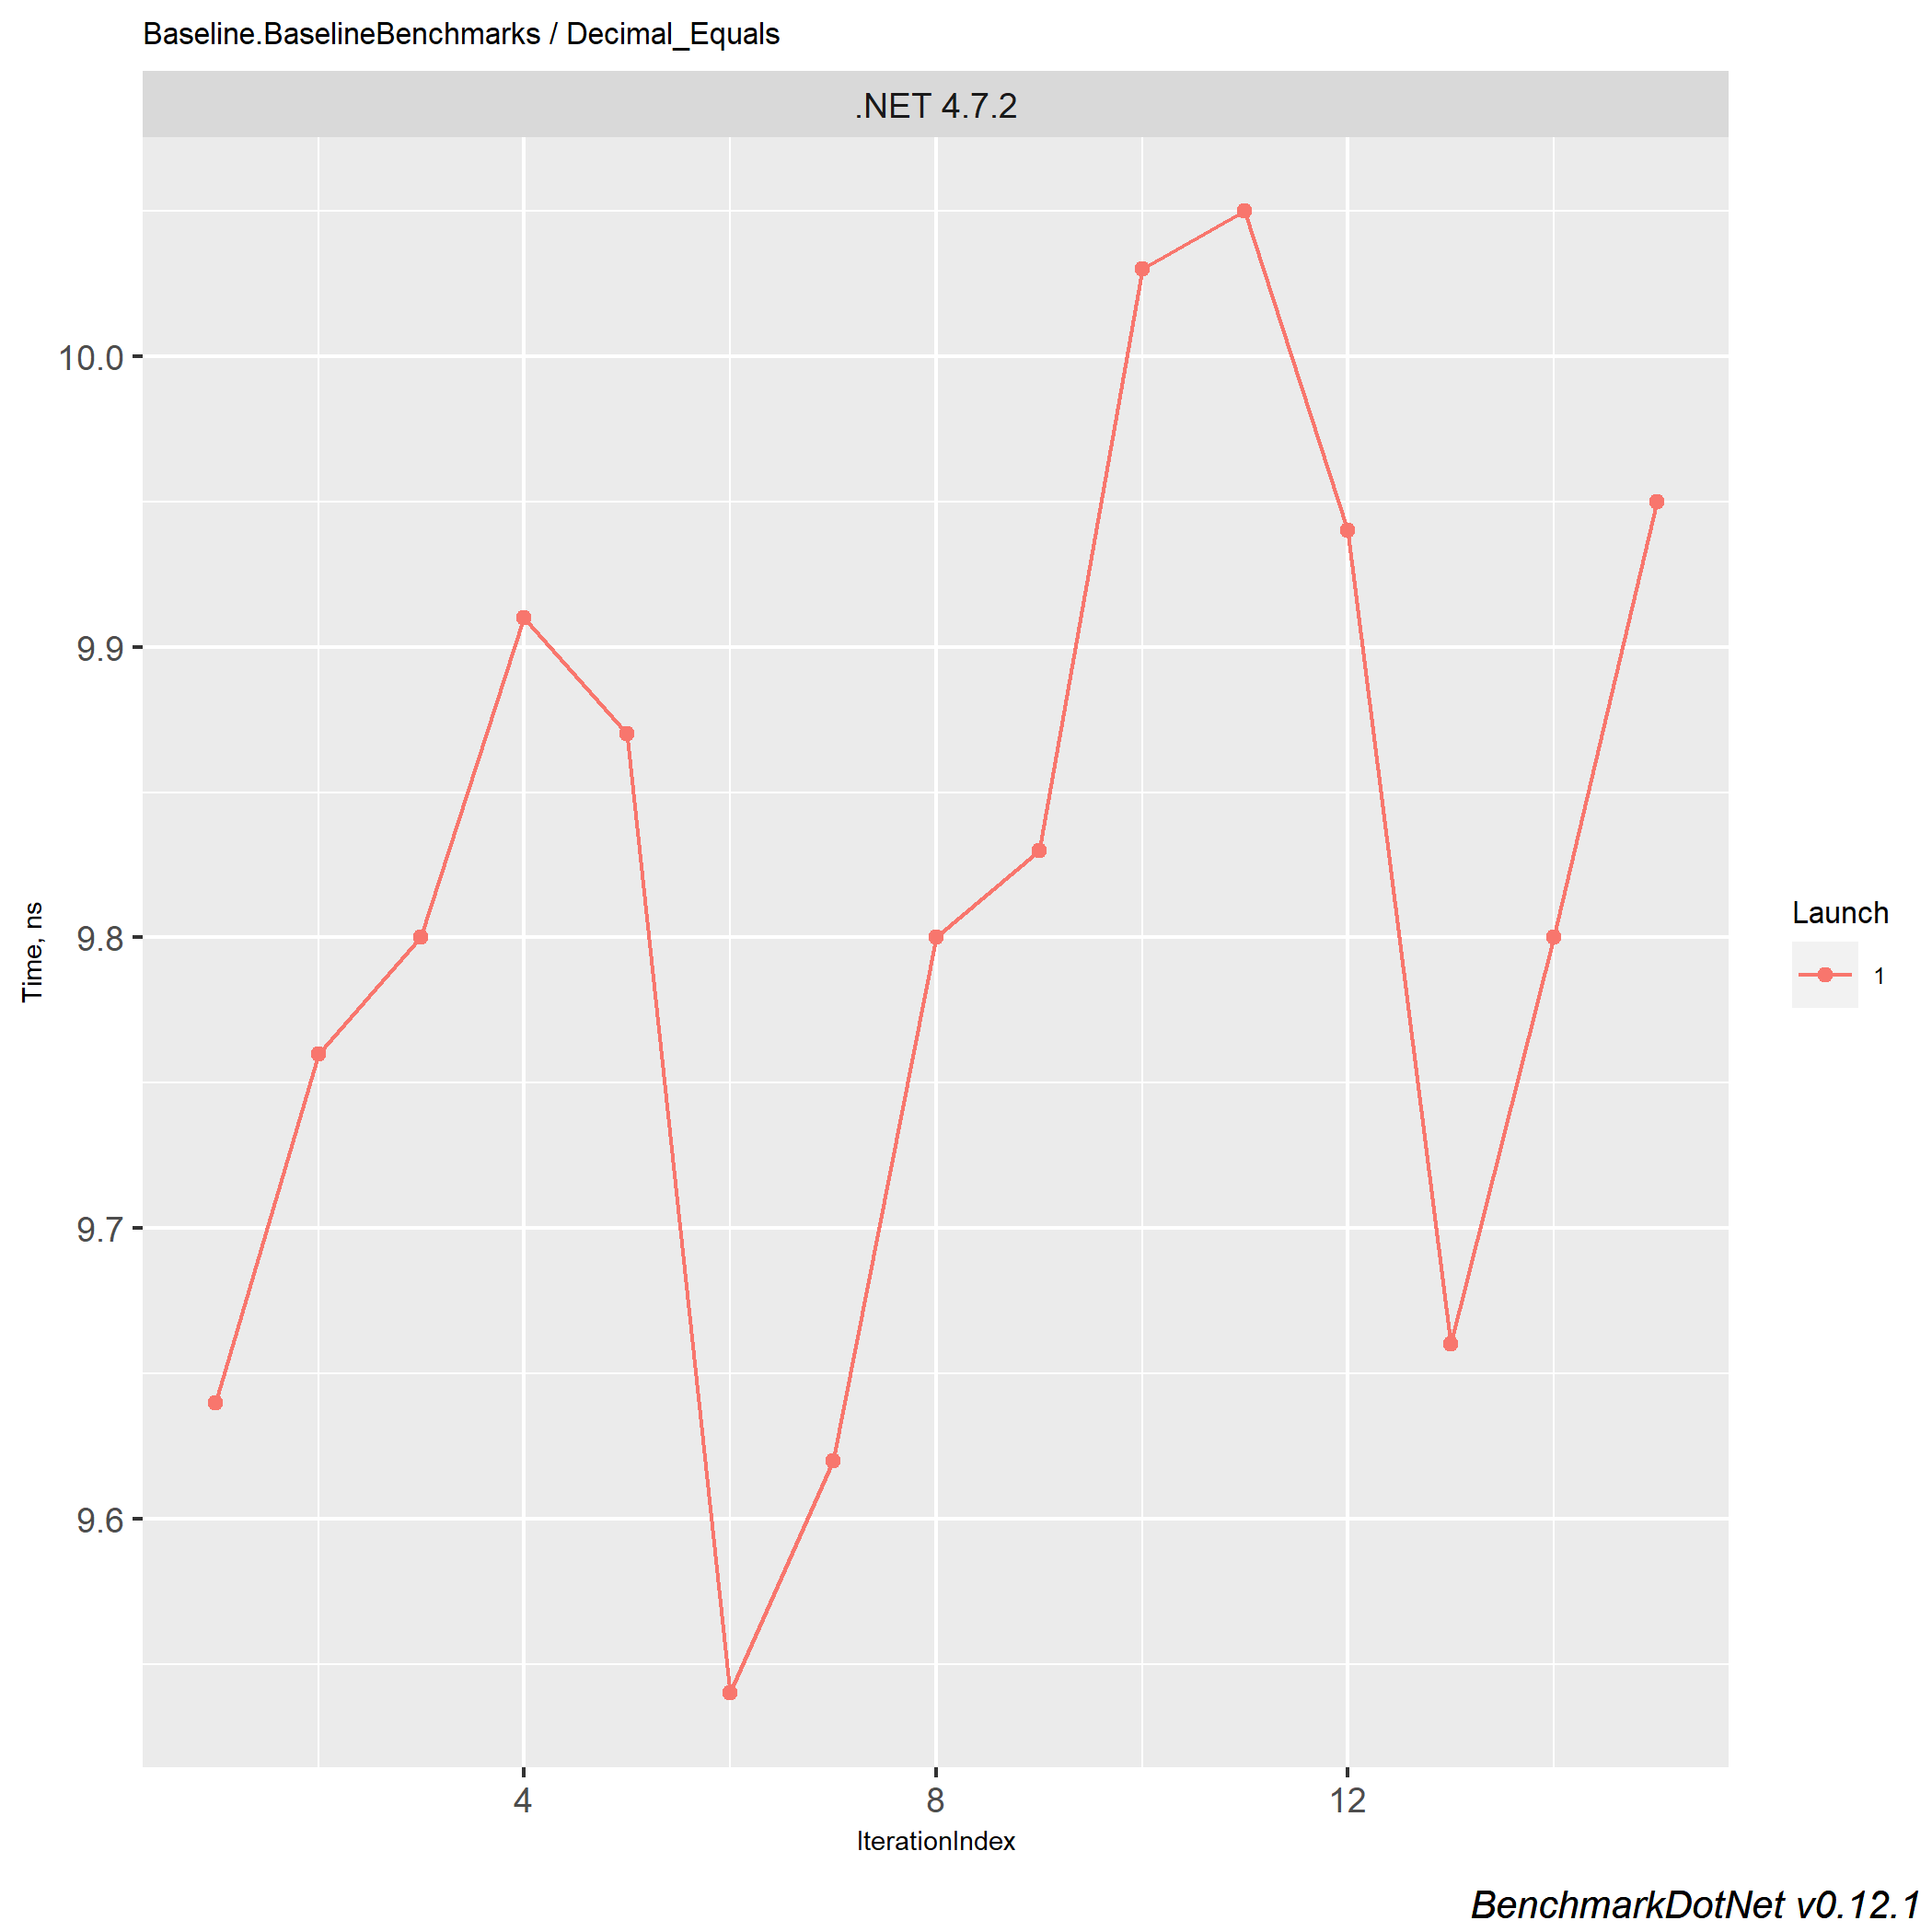 Baseline.BaselineBenchmarks / Decimal_Equals
.NET 4.7.2
10.0
9.9
9.8
9.7
9.6
Time, ns
4 8 12
IterationIndex
Launch
1
BenchmarkDotNet v0.12.1